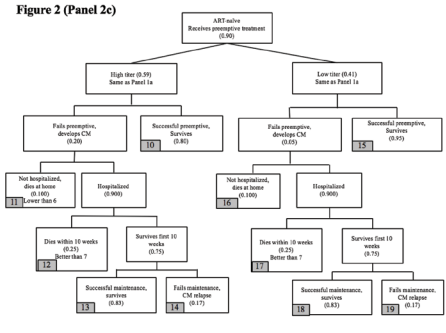 Figure 2 (Panel 2c)
ART-naïve
Receives preemptive treatment
(0.90)
High titer (0.59)
Same as Panel 1a
Low titer (0.41)
Same as Panel 1a
Fails preemptive,
develops CM
(0.20)
Successful preemptive,
Survives
(0.80)
10
Fails preemptive,
develops CM
(0.05)
Successful preemptive,
Survives
(0.95)
15
Not hospitalized,
dies at home
(0.100)
Lower than 6
11
Hospitalized
(0.900)
Not hospitalized,
dies at home
(0.100)
16
Hospitalized
(0.900)
Dies within 10 weeks
(0.25)
Better than 7
12
Survives first 10
weeks
(0.75)
Dies within 10 weeks
(0.25)
Better than 7
17
Survives first 10
weeks
(0.75)
Successful maintenance,
survives
(0.83)
13
Fails maintenance,
CM relapse
(0.17)
14
Successful maintenance,
survives
(0.83)
18
Fails maintenance,
CM relapse
(0.17)
19